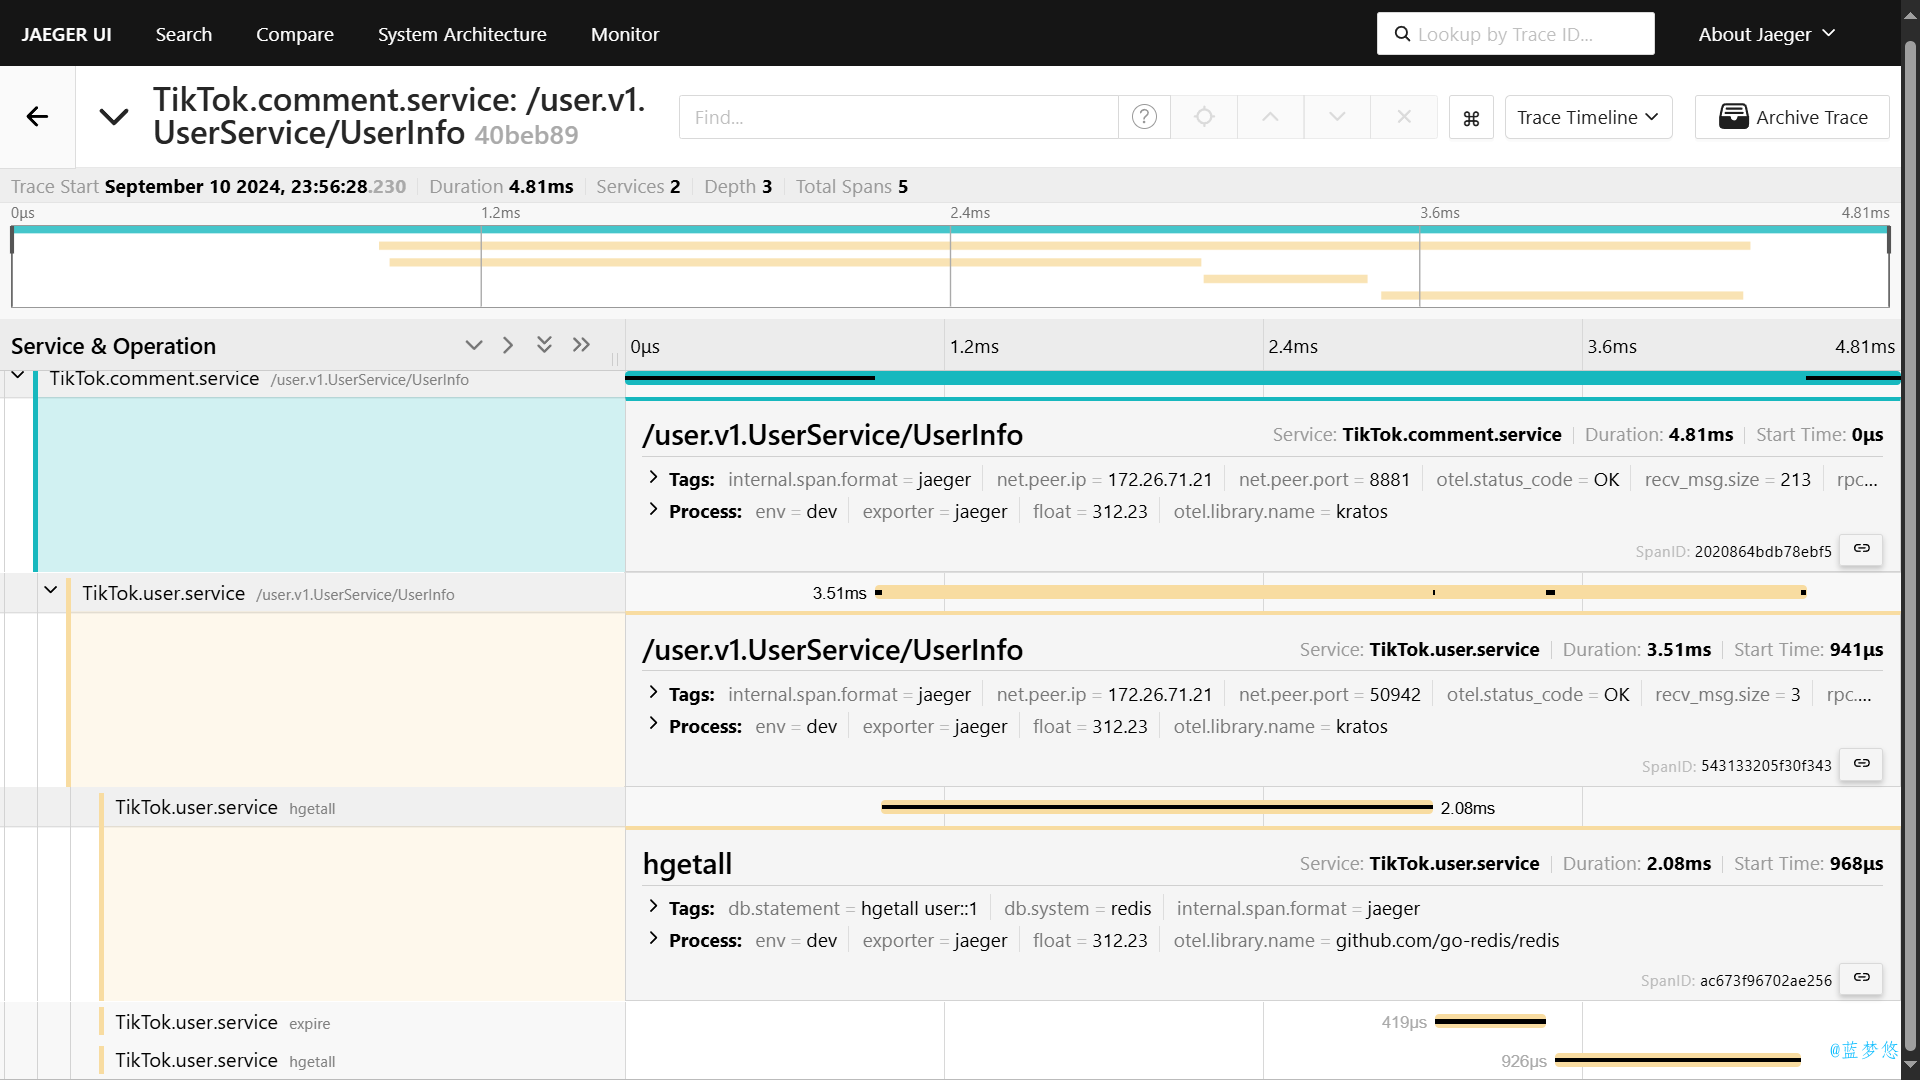 JAEGER UI Search Compare System Architecture Monitor Lookup by Trace ID... About Jaeger
TikTok.comment.service: /user.v1.
UserService/UserInfo 40beb89
Find... ? ⌘ Trace Timeline Archive Trace
Trace Start September 10 2024, 23:56:28.230 Duration 4.81ms Services 2 Depth 3 Total Spans 5
0μs 1.2ms 2.4ms 3.6ms 4.81ms
Service & Operation 0μs 1.2ms 2.4ms 3.6ms 4.81ms
TikTok.comment.service /user.v1.UserService/UserInfo
/user.v1.UserService/UserInfo Service: TikTok.comment.service Duration: 4.81ms Start Time: 0μs
Tags: internal.span.format = jaeger net.peer.ip = 172.26.71.21 net.peer.port = 8881 otel.status_code = OK recv_msg.size = 213 rpc...
Process: env = dev exporter = jaeger float = 312.23 otel.library.name = kratos
SpanID: 2020864bdb78ebf5
TikTok.user.service /user.v1.UserService/UserInfo 3.51ms
/user.v1.UserService/UserInfo Service: TikTok.user.service Duration: 3.51ms Start Time: 941μs
Tags: internal.span.format = jaeger net.peer.ip = 172.26.71.21 net.peer.port = 50942 otel.status_code = OK recv_msg.size = 3 rpc....
Process: env = dev exporter = jaeger float = 312.23 otel.library.name = kratos
SpanID: 543133205f30f343
TikTok.user.service hgetall 2.08ms
hgetall Service: TikTok.user.service Duration: 2.08ms Start Time: 968μs
Tags: db.statement = hgetall user::1 db.system = redis internal.span.format = jaeger
Process: env = dev exporter = jaeger float = 312.23 otel.library.name = github.com/go-redis/redis
SpanID: ac673f96702ae256
TikTok.user.service expire 419μs
TikTok.user.service hgetall 926μs
@蓝梦悠